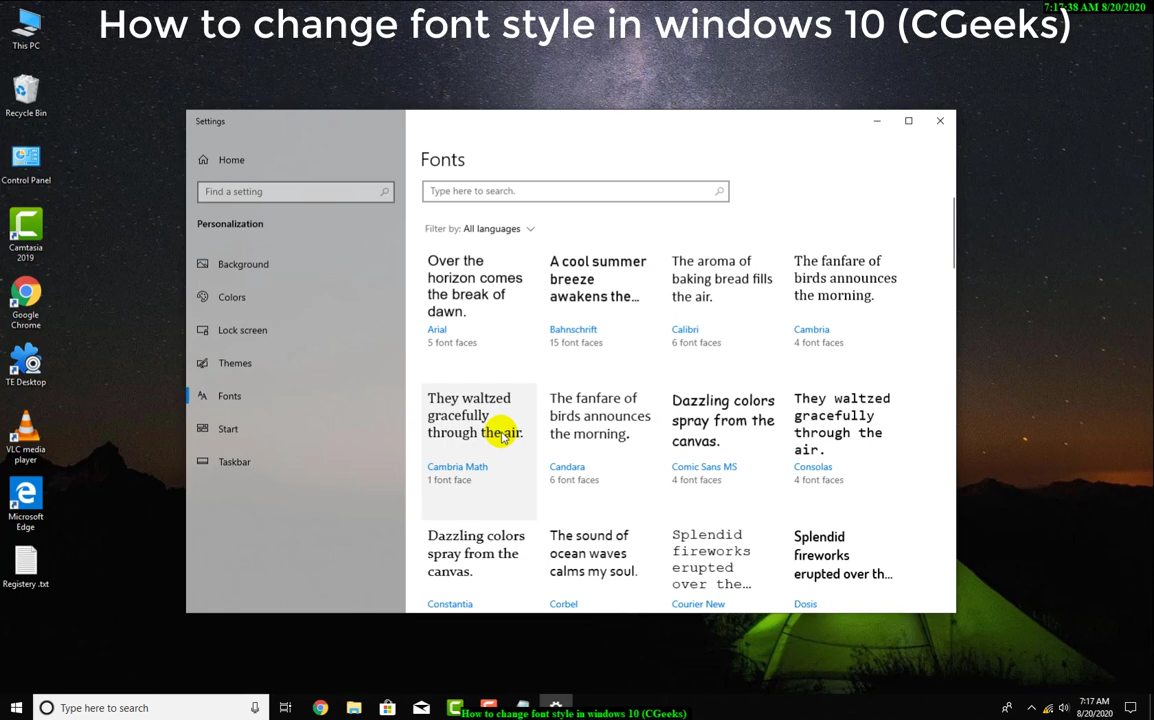 7:17:38 AM 8/20/2020
How to change font style in windows 10 (CGeeks)
This PC
Recycle Bin
Control Panel
Camtasia
2019
Google
Chrome
TE Desktop
VLC media
player
Microsoft
Edge
Registery .txt
Settings
Home
Find a setting
Personalization
Background
Colors
Lock screen
Themes
Fonts
Start
Taskbar
Fonts
Type here to search.
Filter by: All languages
Over the
horizon comes
the break of
dawn.
Arial
5 font faces
A cool summer
breeze
awakens the...
Bahnschrift
15 font faces
The aroma of
baking bread fills
the air.
Calibri
6 font faces
The fanfare of
birds announces
the morning.
Cambria
4 font faces
They waltzed
gracefully
through the air.
Cambria Math
1 font face
The fanfare of
birds announces
the morning.
Candara
6 font faces
Dazzling colors
spray from the
canvas.
Comic Sans MS
4 font faces
They waltzed
gracefully
through the
air.
Consolas
4 font faces
Dazzling colors
spray from the
canvas.
Constantia
The sound of
ocean waves
calms my soul.
Corbel
Splendid
fireworks
erupted
over the...
Courier New
Splendid
fireworks
erupted over th...
Dosis
Type here to search
How to change font style in windows 10 (CGeeks)
7:17 AM
8/20/2020